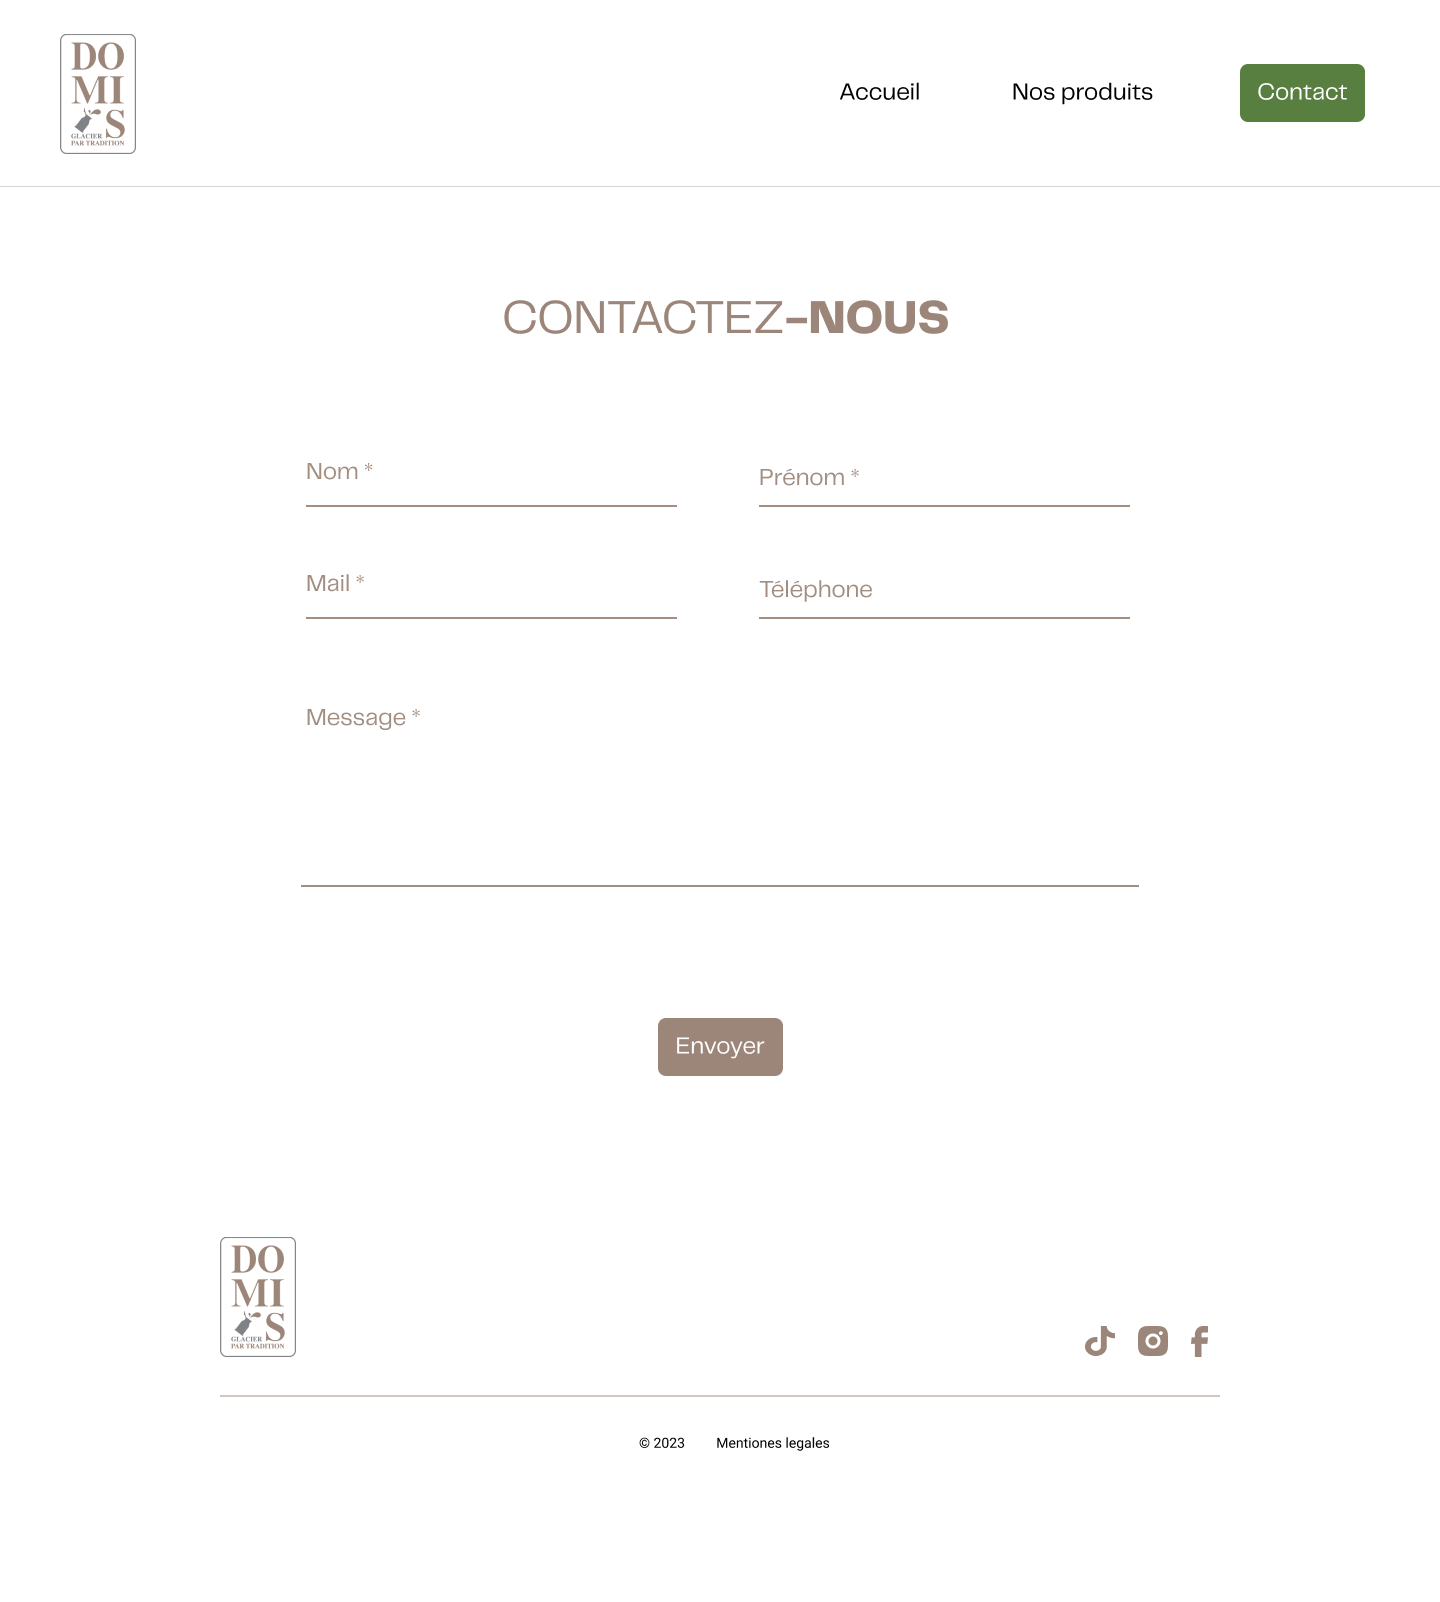 DO
MI
S
GLACIER
PAR TRADITION
Accueil
Nos produits
Contact
CONTACTEZ-NOUS
Nom *
Prénom *
Mail *
Téléphone
Message *
Envoyer
DO
MI
S
GLACIER
PAR TRADITION
© 2023
Mentiones legales